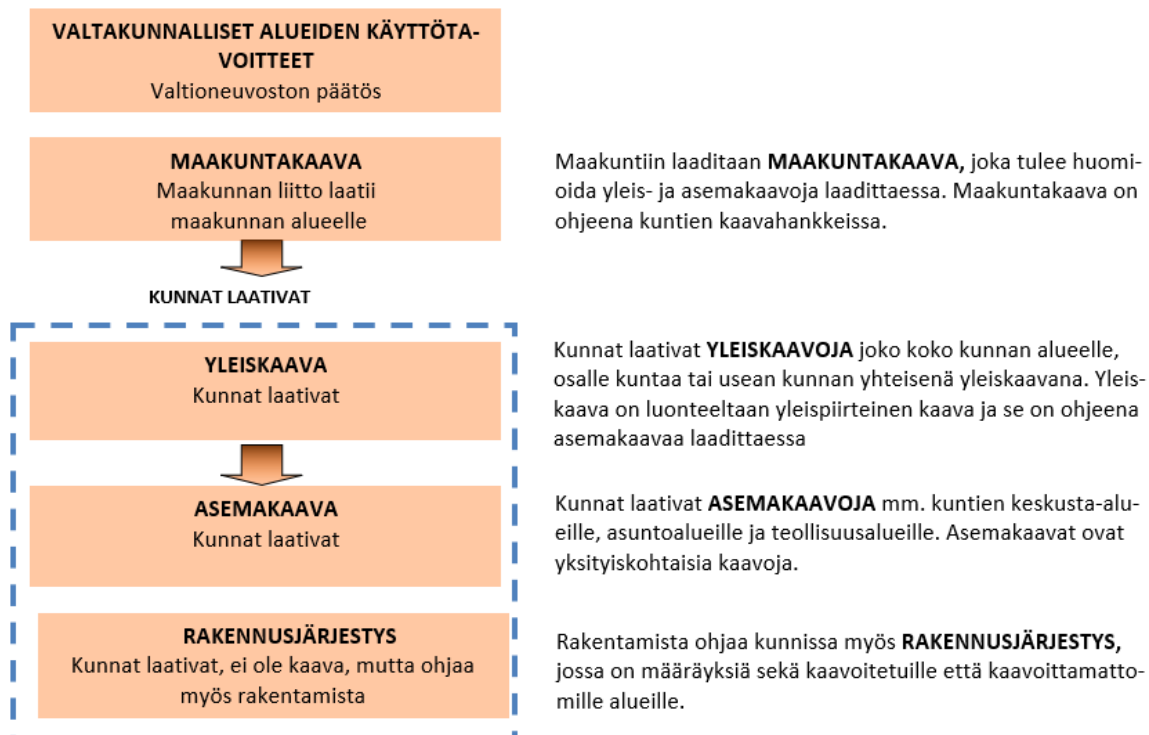 VALTAKUNNALLISET ALUEIDEN KÄYTTÖTA-
VOITTEET
Valtioneuvoston päätös
MAAKUNTAKAAVA
Maakunnan liitto laatii
maakunnan alueelle
Maakuntiin laaditaan MAAKUNTAKAAVA, joka tulee huomi-
oida yleis- ja asemakaavoja laadittaessa. Maakuntakaava on
ohjeena kuntien kaavahankkeissa.
KUNNAT LAATIVAT
YLEISKAAVA
Kunnat laativat
Kunnat laativat YLEISKAAVOJA joko koko kunnan alueelle,
osalle kuntaa tai usean kunnan yhteisenä yleiskaavana. Yleis-
kaava on luonteeltaan yleispiirteinen kaava ja se on ohjeena
asemakaavaa laadittaessa
ASEMAKAAVA
Kunnat laativat
Kunnat laativat ASEMAKAAVOJA mm. kuntien keskusta-alu-
eille, asuntoalueille ja teollisuusalueille. Asemakaavat ovat
yksityiskohtaisia kaavoja.
RAKENNUSJÄRJESTYS
Kunnat laativat, ei ole kaava, mutta ohjaa
myös rakentamista
Rakentamista ohjaa kunnissa myös RAKENNUSJÄRJESTYS,
jossa on määräyksiä sekä kaavoitetuille että kaavoittamatto-
mille alueille.